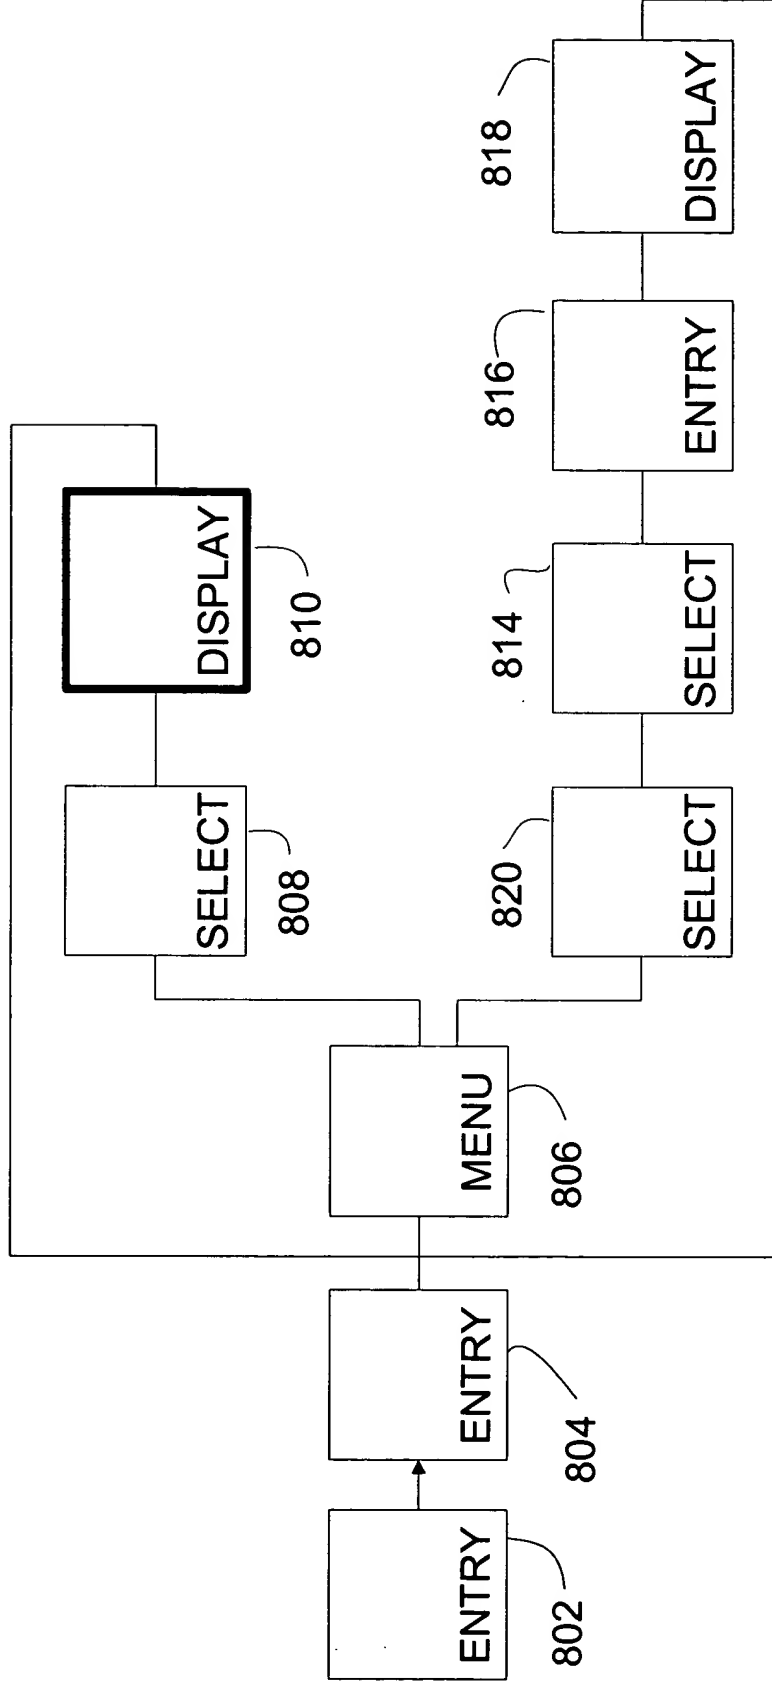 ENTRY
802
ENTRY
804
MENU
806
SELECT
808
DISPLAY
810
SELECT
820
SELECT
814
ENTRY
816
DISPLAY
818